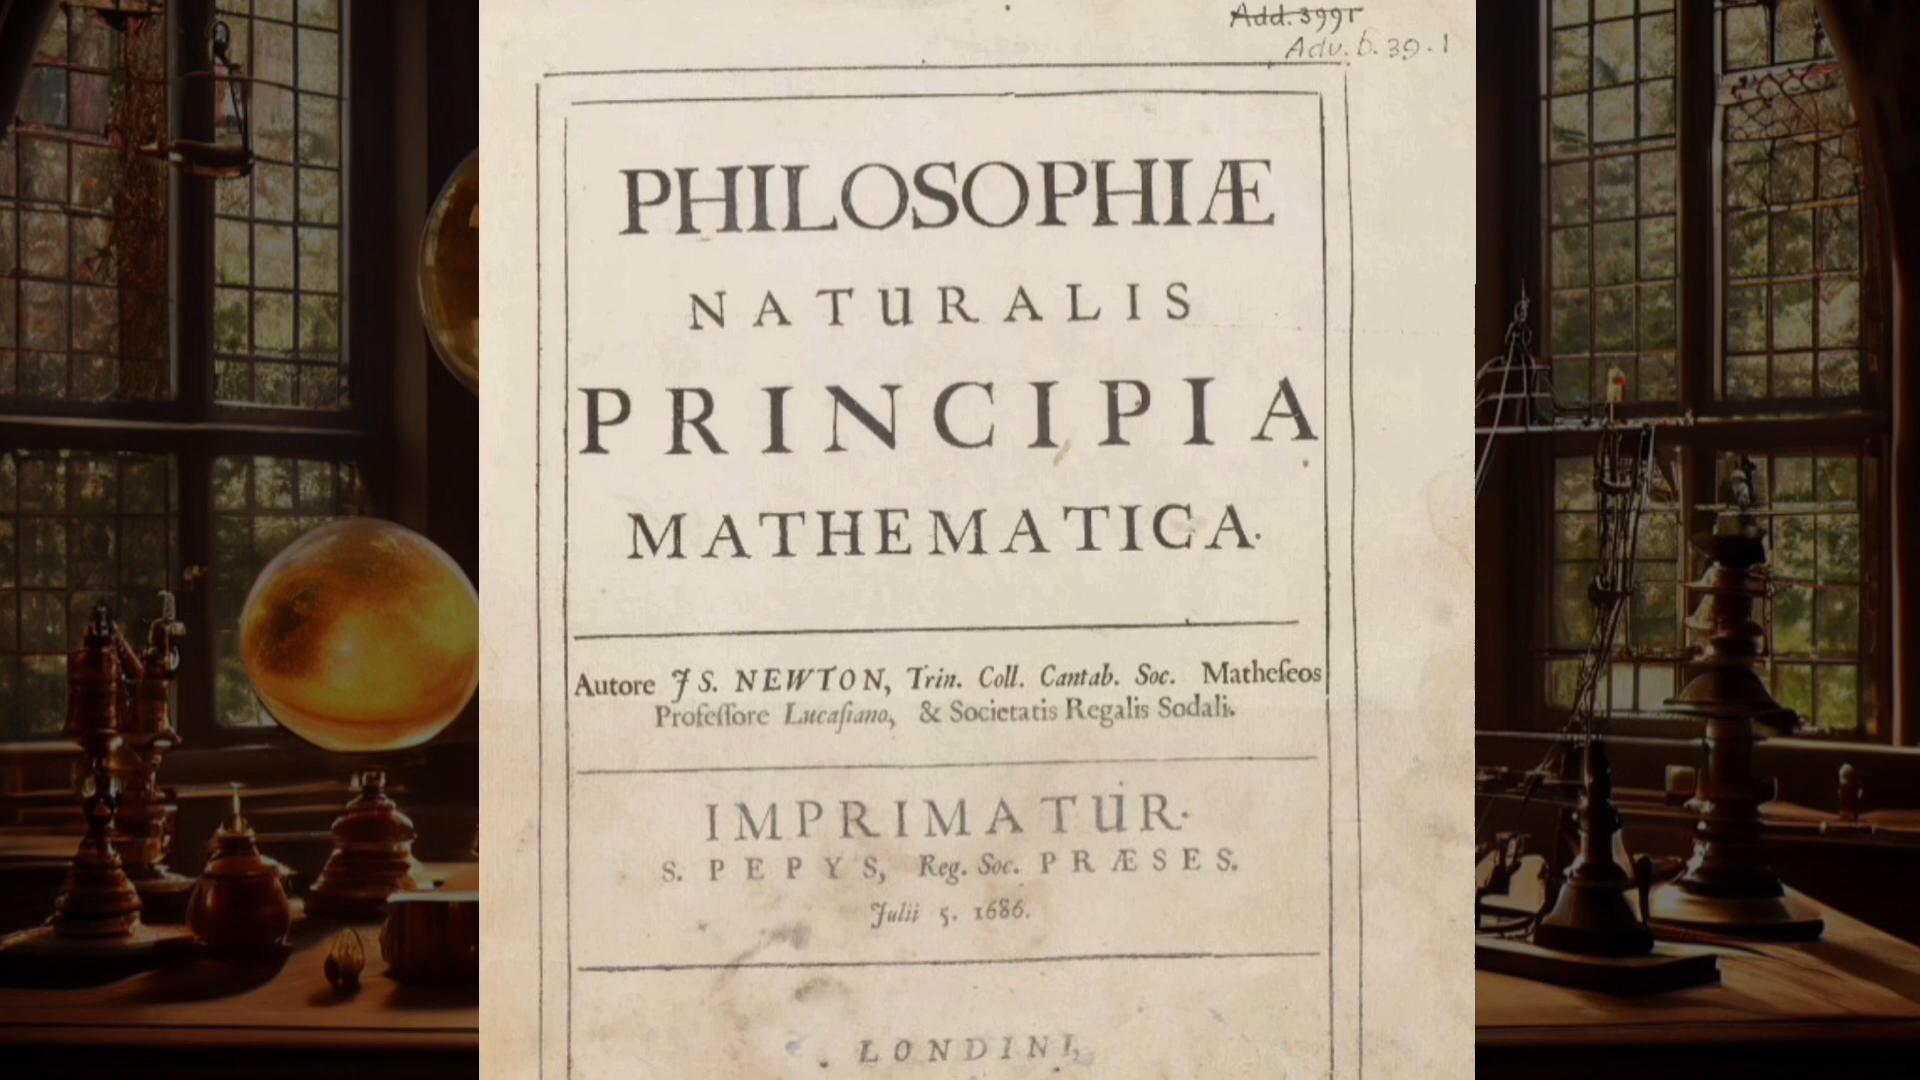 Add. 3991
Adv. b. 39. 1
PHILOSOPHIÆ
NATURALIS
PRINCIPIA
MATHEMATICA.
Autore JS. NEWTON, Trin. Coll. Cantab. Soc. Matheſeos
Profeſſore Lucaſiano, & Societatis Regalis Sodali.
IMPRIMATUR.
S. PEPYS, Reg. Soc. PRÆSES.
Julii 5. 1686.
LONDINI,